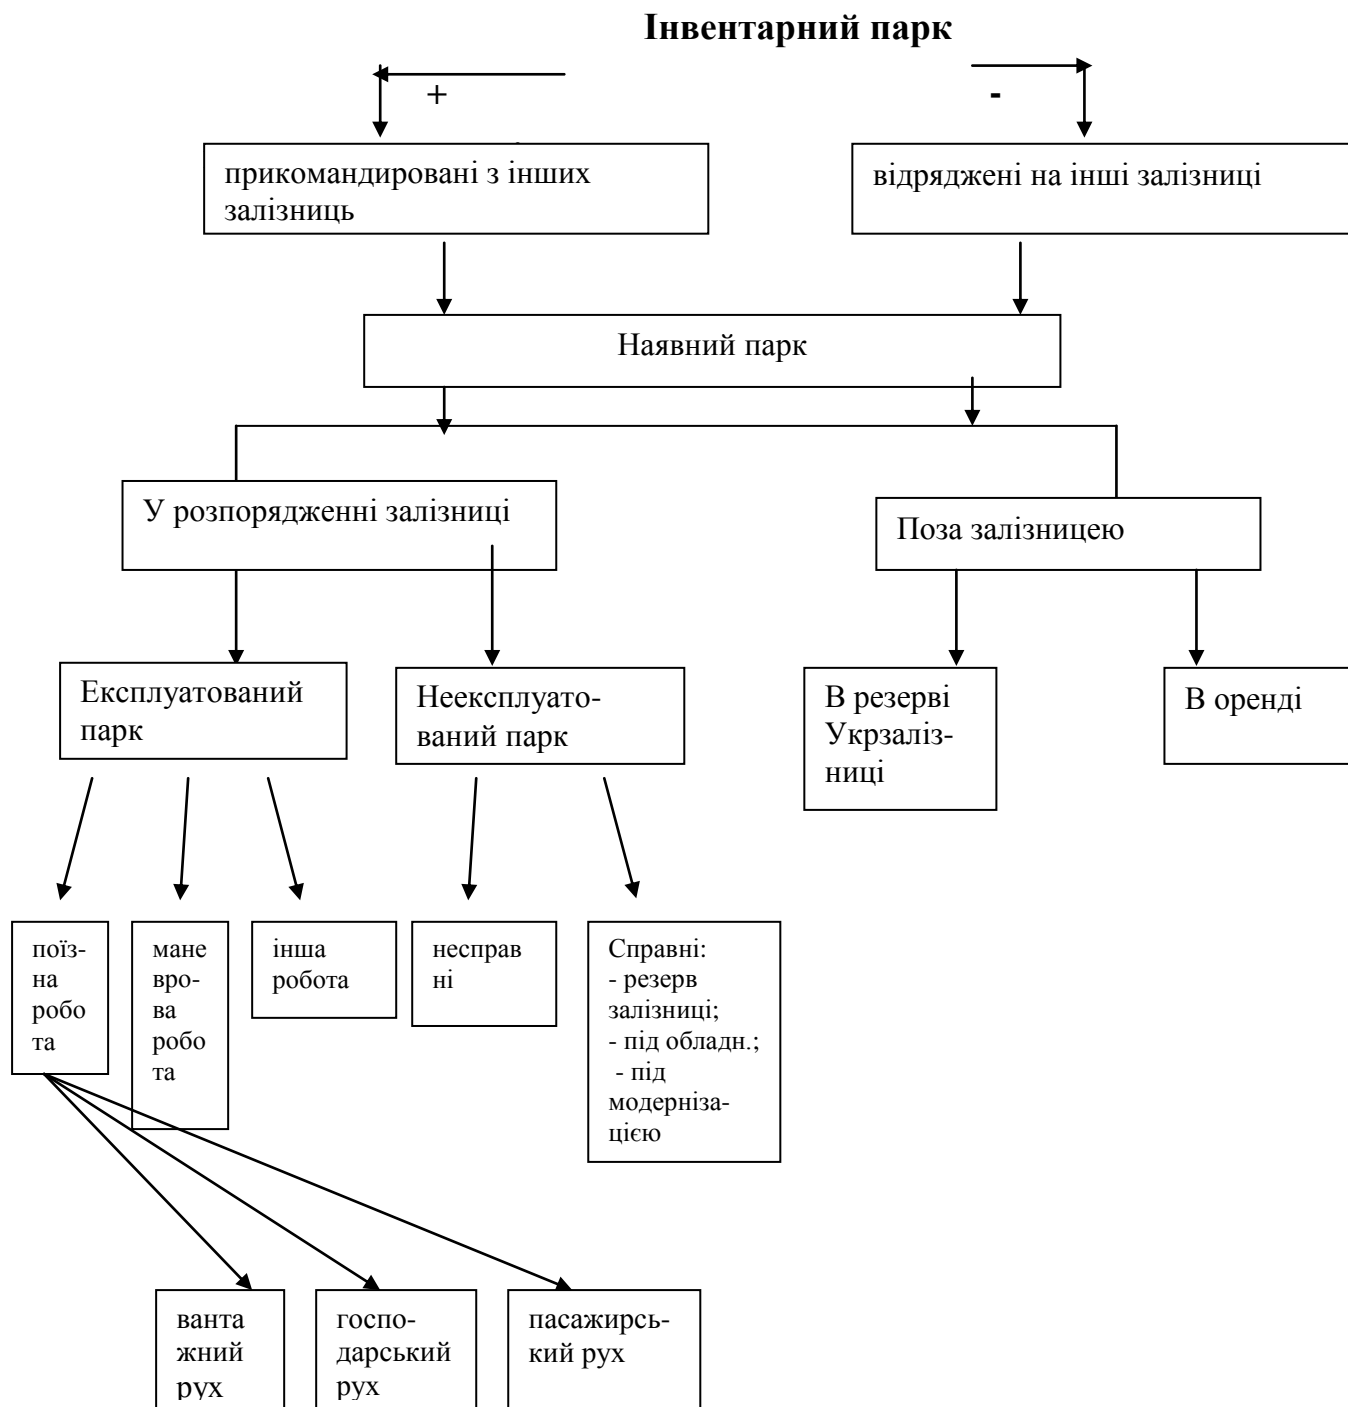 Інвентарний парк
+
-
прикомандировані з інших
залізниць
відряджені на інші залізниці
Наявний парк
У розпорядженні залізниці
Поза залізницею
Експлуатований
парк
Неексплуато-
ваний парк
В резерві
Укрзаліз-
ниці
В оренді
поїз-
на
робо
та
мане
вро-
ва
робо
та
інша
робота
несправ
ні
Справні:
- резерв
залізниці;
- під обладн.;
- під
модерніза-
цією
ванта
жний
рух
госпо-
дарський
рух
пасажирсь-
кий рух